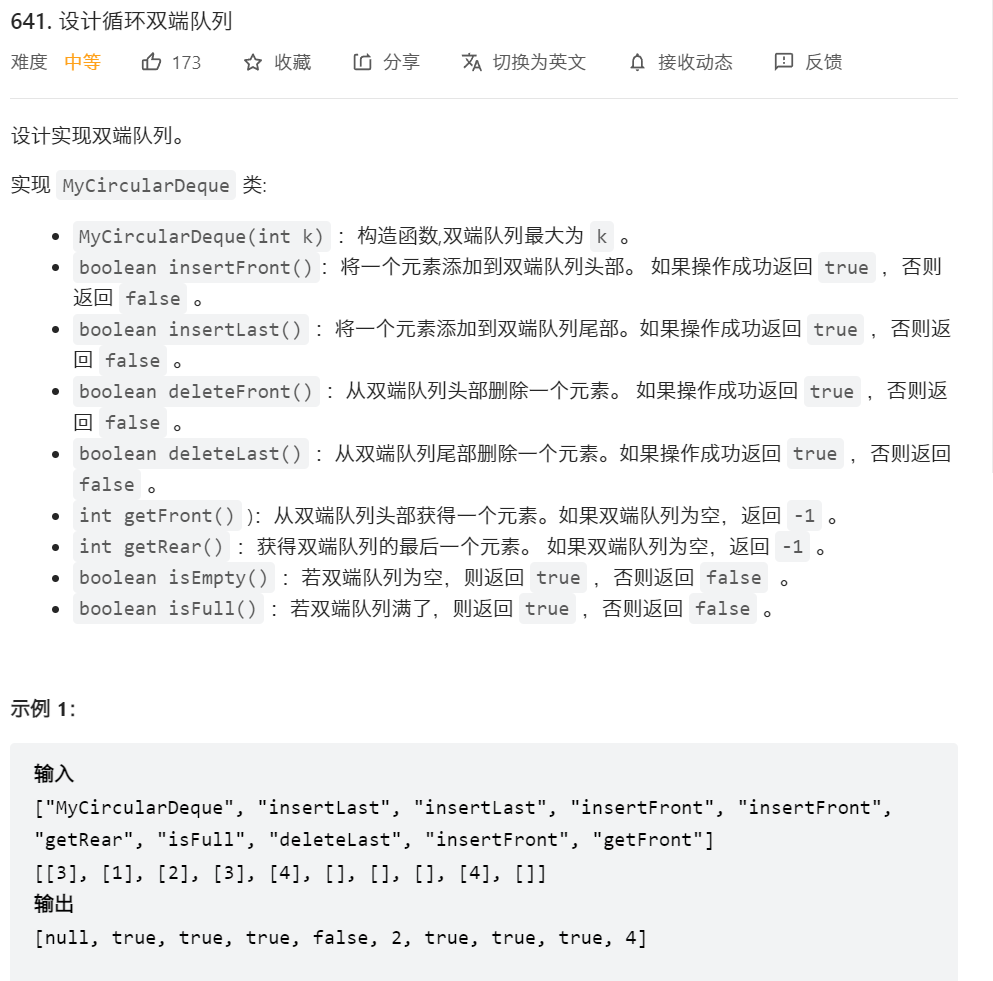 641. 设计循环双端队列
难度 中等 173 收藏 分享 切换为英文 接收动态 反馈
设计实现双端队列。
实现 MyCircularDeque 类:
• MyCircularDeque(int k) ：构造函数,双端队列最大为 k 。
• boolean insertFront()：将一个元素添加到双端队列头部。 如果操作成功返回 true ，否则
返回 false 。
• boolean insertLast() ：将一个元素添加到双端队列尾部。如果操作成功返回 true ，否则返
回 false 。
• boolean deleteFront() ：从双端队列头部删除一个元素。 如果操作成功返回 true ，否则返
回 false 。
• boolean deleteLast() ：从双端队列尾部删除一个元素。如果操作成功返回 true ，否则返回
false 。
• int getFront() )：从双端队列头部获得一个元素。如果双端队列为空，返回 -1 。
• int getRear() ：获得双端队列的最后一个元素。 如果双端队列为空，返回 -1 。
• boolean isEmpty() ：若双端队列为空，则返回 true ，否则返回 false  。
• boolean isFull() ：若双端队列满了，则返回 true ，否则返回 false 。
示例 1：
输入
["MyCircularDeque", "insertLast", "insertLast", "insertFront", "insertFront",
"getRear", "isFull", "deleteLast", "insertFront", "getFront"]
[[3], [1], [2], [3], [4], [], [], [], [4], []]
输出
[null, true, true, true, false, 2, true, true, true, 4]